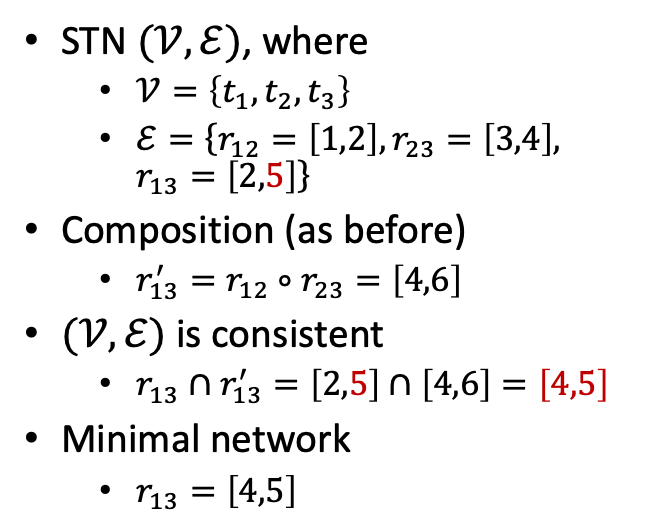 • STN (𝒱, ℰ), where
• 𝒱 = {t₁, t₂, t₃}
• ℰ = {r₁₂ = [1,2], r₂₃ = [3,4],
r₁₃ = [2,5]}
• Composition (as before)
• r′₁₃ = r₁₂ ∘ r₂₃ = [4,6]
• (𝒱, ℰ) is consistent
• r₁₃ ∩ r′₁₃ = [2,5] ∩ [4,6] = [4,5]
• Minimal network
• r₁₃ = [4,5]